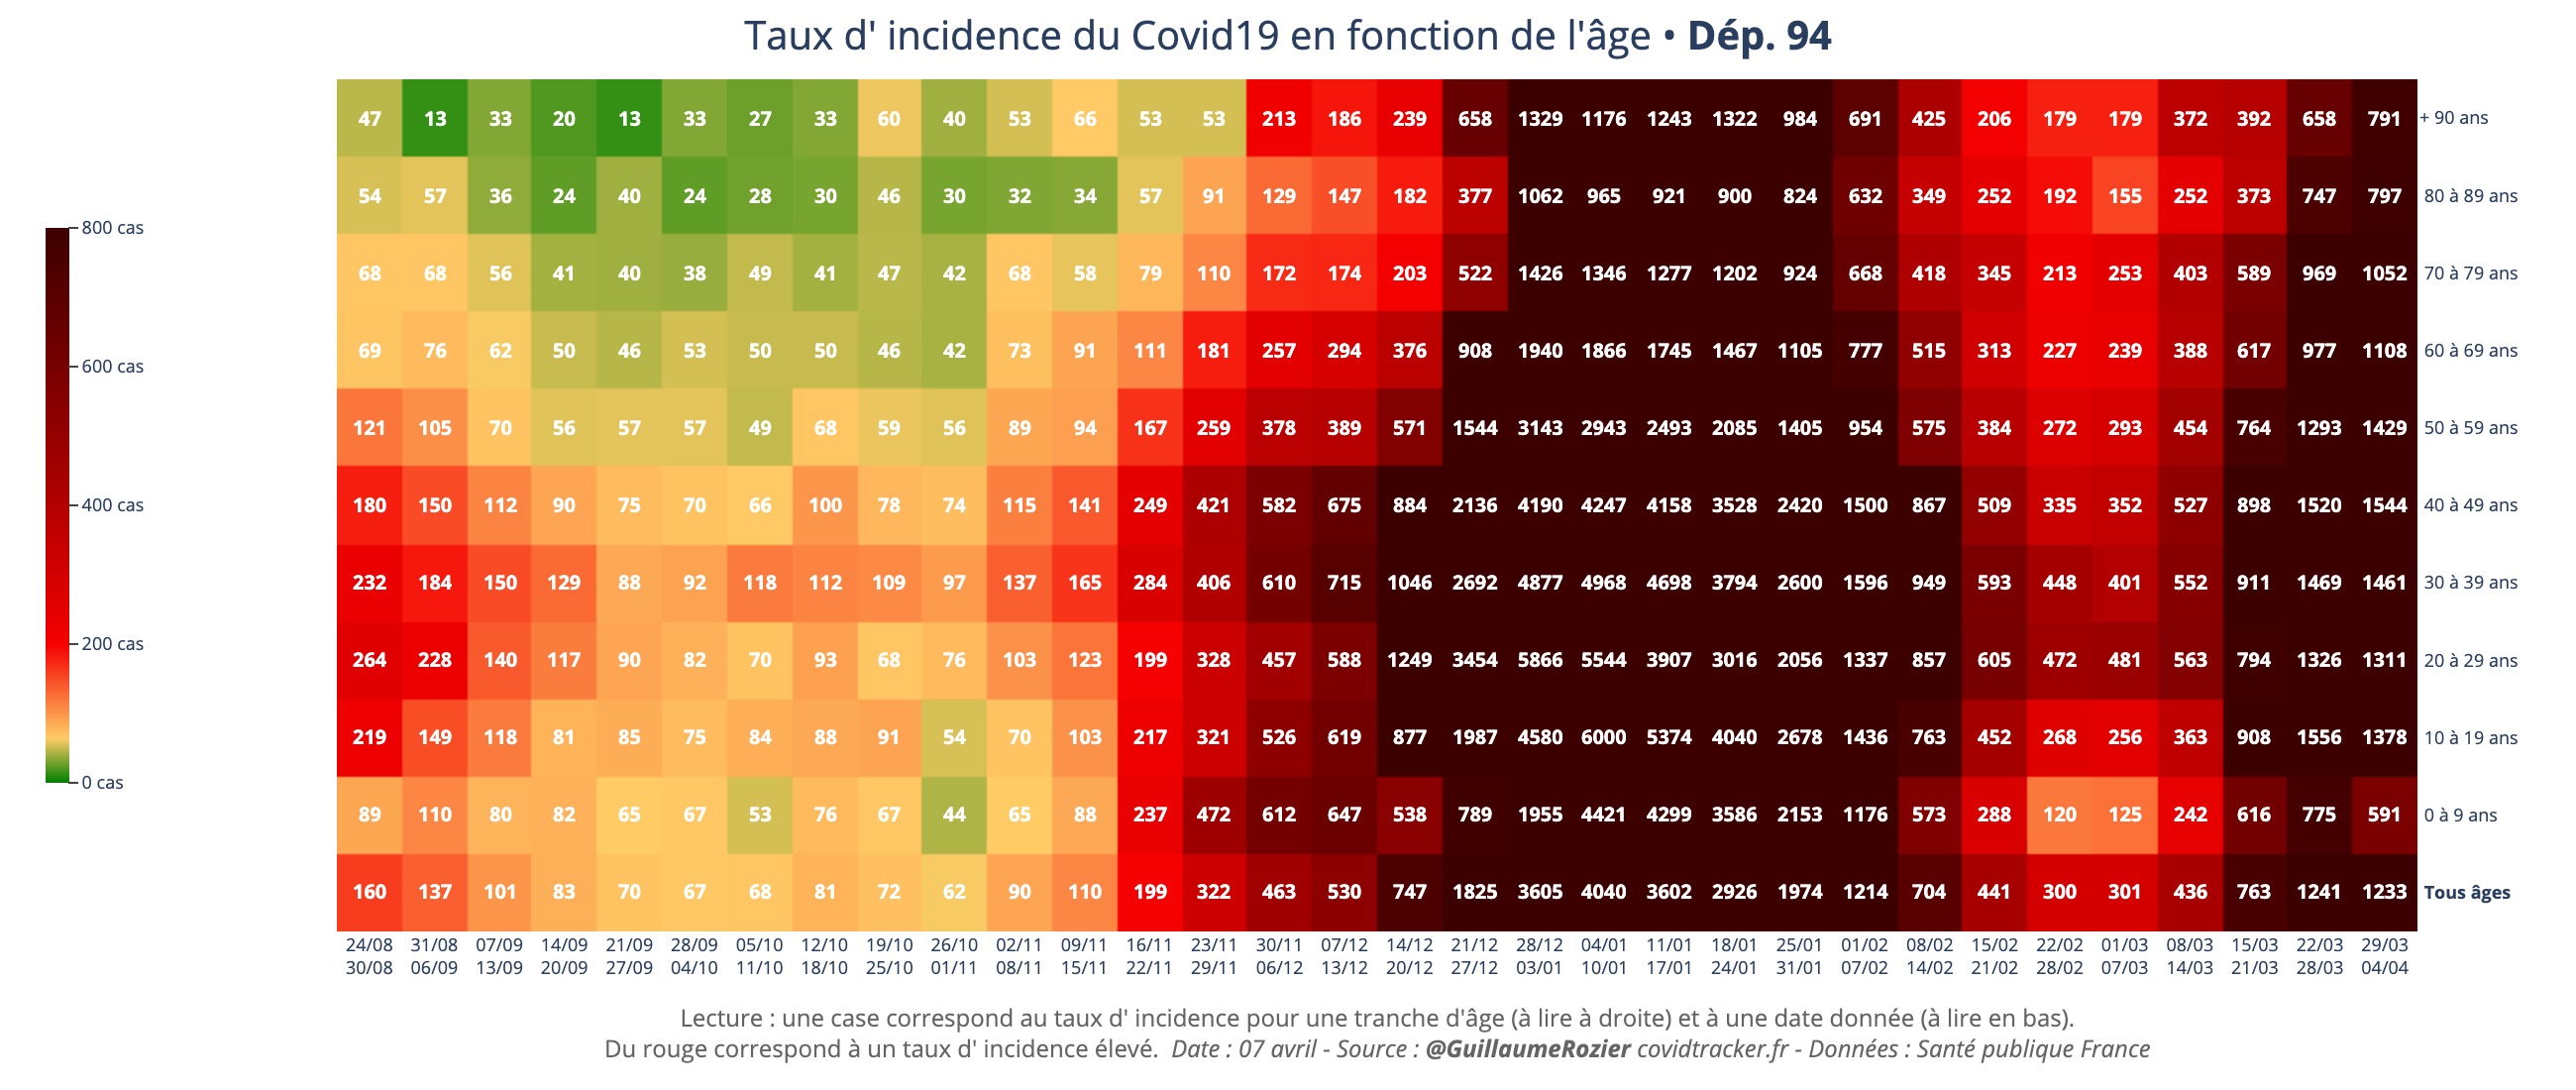 Taux d' incidence du Covid19 en fonction de l'âge • Dép. 94
800 cas
600 cas
400 cas
200 cas
0 cas
47 13 33 20 13 33 27 33 60 40 53 66 53 53 213 186 239 658 1329 1176 1243 1322 984 691 425 206 179 179 372 392 658 791 + 90 ans
54 57 36 24 40 24 28 30 46 30 32 34 57 91 129 147 182 377 1062 965 921 900 824 632 349 252 192 155 252 373 747 797 80 à 89 ans
68 68 56 41 40 38 49 41 47 42 68 58 79 110 172 174 203 522 1426 1346 1277 1202 924 668 418 345 213 253 403 589 969 1052 70 à 79 ans
69 76 62 50 46 53 50 50 46 42 73 91 111 181 257 294 376 908 1940 1866 1745 1467 1105 777 515 313 227 239 388 617 977 1108 60 à 69 ans
121 105 70 56 57 57 49 68 59 56 89 94 167 259 378 389 571 1544 3143 2943 2493 2085 1405 954 575 384 272 293 454 764 1293 1429 50 à 59 ans
180 150 112 90 75 70 66 100 78 74 115 141 249 421 582 675 884 2136 4190 4247 4158 3528 2420 1500 867 509 335 352 527 898 1520 1544 40 à 49 ans
232 184 150 129 88 92 118 112 109 97 137 165 284 406 610 715 1046 2692 4877 4968 4698 3794 2600 1596 949 593 448 401 552 911 1469 1461 30 à 39 ans
264 228 140 117 90 82 70 93 68 76 103 123 199 328 457 588 1249 3454 5866 5544 3907 3016 2056 1337 857 605 472 481 563 794 1326 1311 20 à 29 ans
219 149 118 81 85 75 84 88 91 54 70 103 217 321 526 619 877 1987 4580 6000 5374 4040 2678 1436 763 452 268 256 363 908 1556 1378 10 à 19 ans
89 110 80 82 65 67 53 76 67 44 65 88 237 472 612 647 538 789 1955 4421 4299 3586 2153 1176 573 288 120 125 242 616 775 591 0 à 9 ans
160 137 101 83 70 67 68 81 72 62 90 110 199 322 463 530 747 1825 3605 4040 3602 2926 1974 1214 704 441 300 301 436 763 1241 1233 Tous âges
24/08 31/08 07/09 14/09 21/09 28/09 05/10 12/10 19/10 26/10 02/11 09/11 16/11 23/11 30/11 07/12 14/12 21/12 28/12 04/01 11/01 18/01 25/01 01/02 08/02 15/02 22/02 01/03 08/03 15/03 22/03 29/03
30/08 06/09 13/09 20/09 27/09 04/10 11/10 18/10 25/10 01/11 08/11 15/11 22/11 29/11 06/12 13/12 20/12 27/12 03/01 10/01 17/01 24/01 31/01 07/02 14/02 21/02 28/02 07/03 14/03 21/03 28/03 04/04
Lecture : une case correspond au taux d' incidence pour une tranche d'âge (à lire à droite) et à une date donnée (à lire en bas).
Du rouge correspond à un taux d' incidence élevé. Date : 07 avril - Source : @GuillaumeRozier covidtracker.fr - Données : Santé publique France